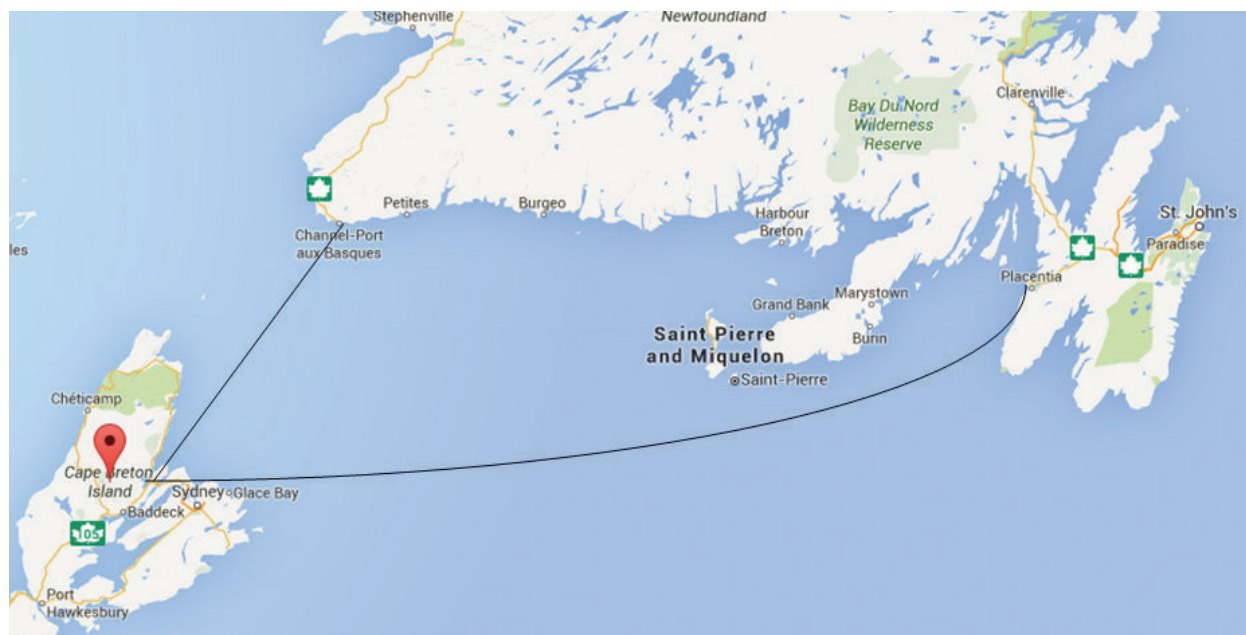 Stephenville
Newfoundland
Clarenville
Bay Du Nord
Wilderness
Reserve
Petites
Burgeo
Harbour
Breton
St. John's
Paradise
Channel-Port
aux Basques
les
Placentia
Marystown
Grand Bank
Saint Pierre
and Miquelon
Burin
Saint-Pierre
Chéticamp
Cape Breton
Island
Sydney
Glace Bay
Baddeck
105
Port
Hawkesbury